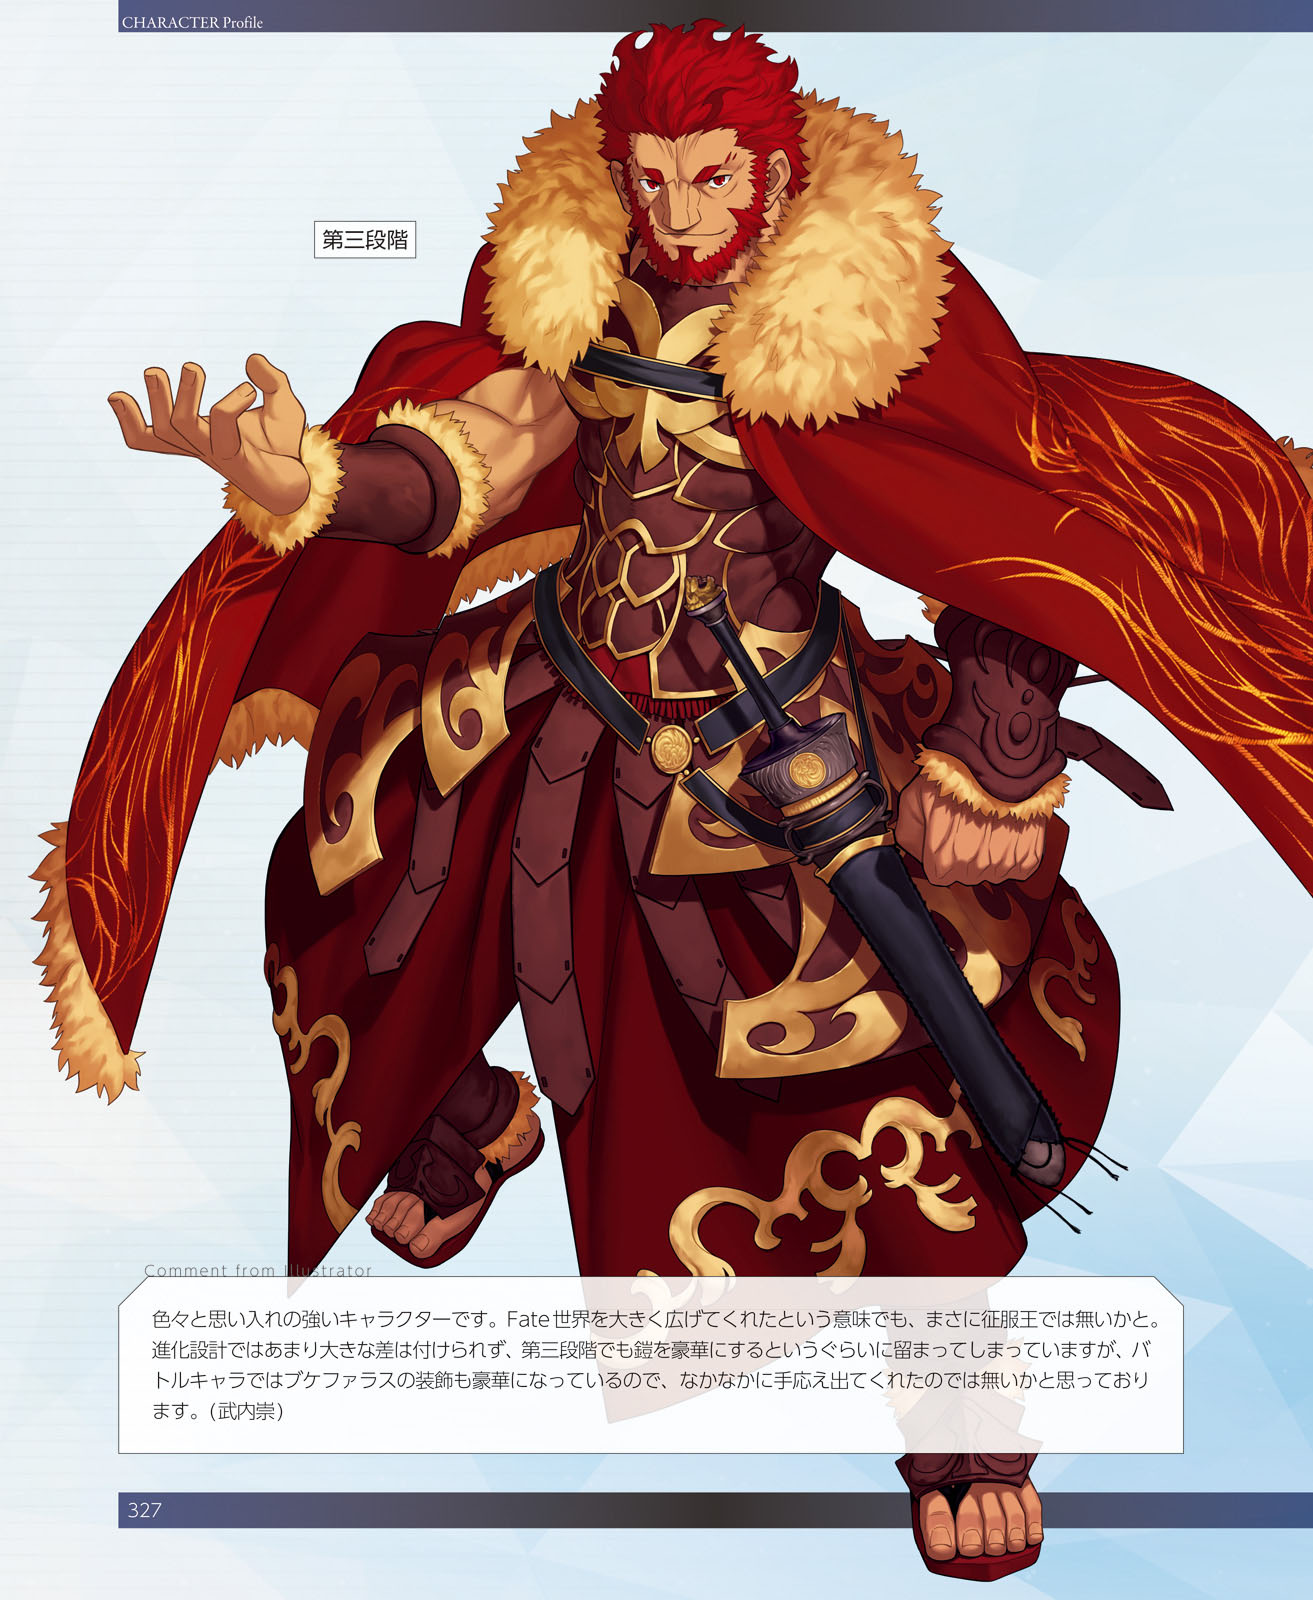 CHARACTER Profile
第三段階
Comment from Illustrator
色々と思い入れの強いキャラクターです。Fate世界を大きく広げてくれたという意味でも、まさに征服王では無いかと。
進化設計ではあまり大きな差は付けられず、第三段階でも鎧を豪華にするというぐらいに留まってしまっていますが、バ
トルキャラではブケファラスの装飾も豪華になっているので、なかなかに手応え出てくれたのでは無いかと思っており
ます。(武内崇)
327